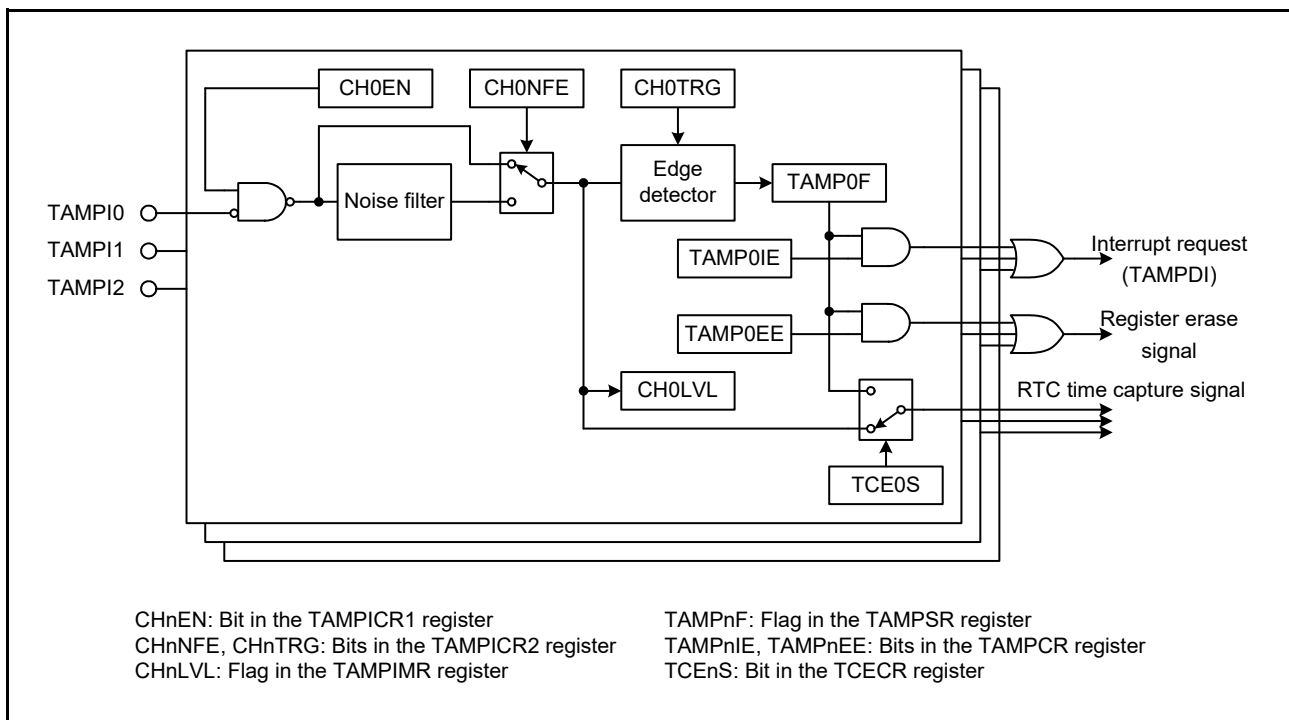 CH0EN
CH0NFE
CH0TRG
Noise filter
Edge
detector
TAMP0F
TAMPI0
TAMPI1
TAMPI2
TAMP0IE
Interrupt request
(TAMPDI)
TAMP0EE
Register erase
signal
CH0LVL
RTC time capture signal
TCE0S
CHnEN: Bit in the TAMPICR1 register
CHnNFE, CHnTRG: Bits in the TAMPICR2 register
CHnLVL: Flag in the TAMPIMR register
TAMPnF: Flag in the TAMPSR register
TAMPnIE, TAMPnEE: Bits in the TAMPCR register
TCEnS: Bit in the TCECR register